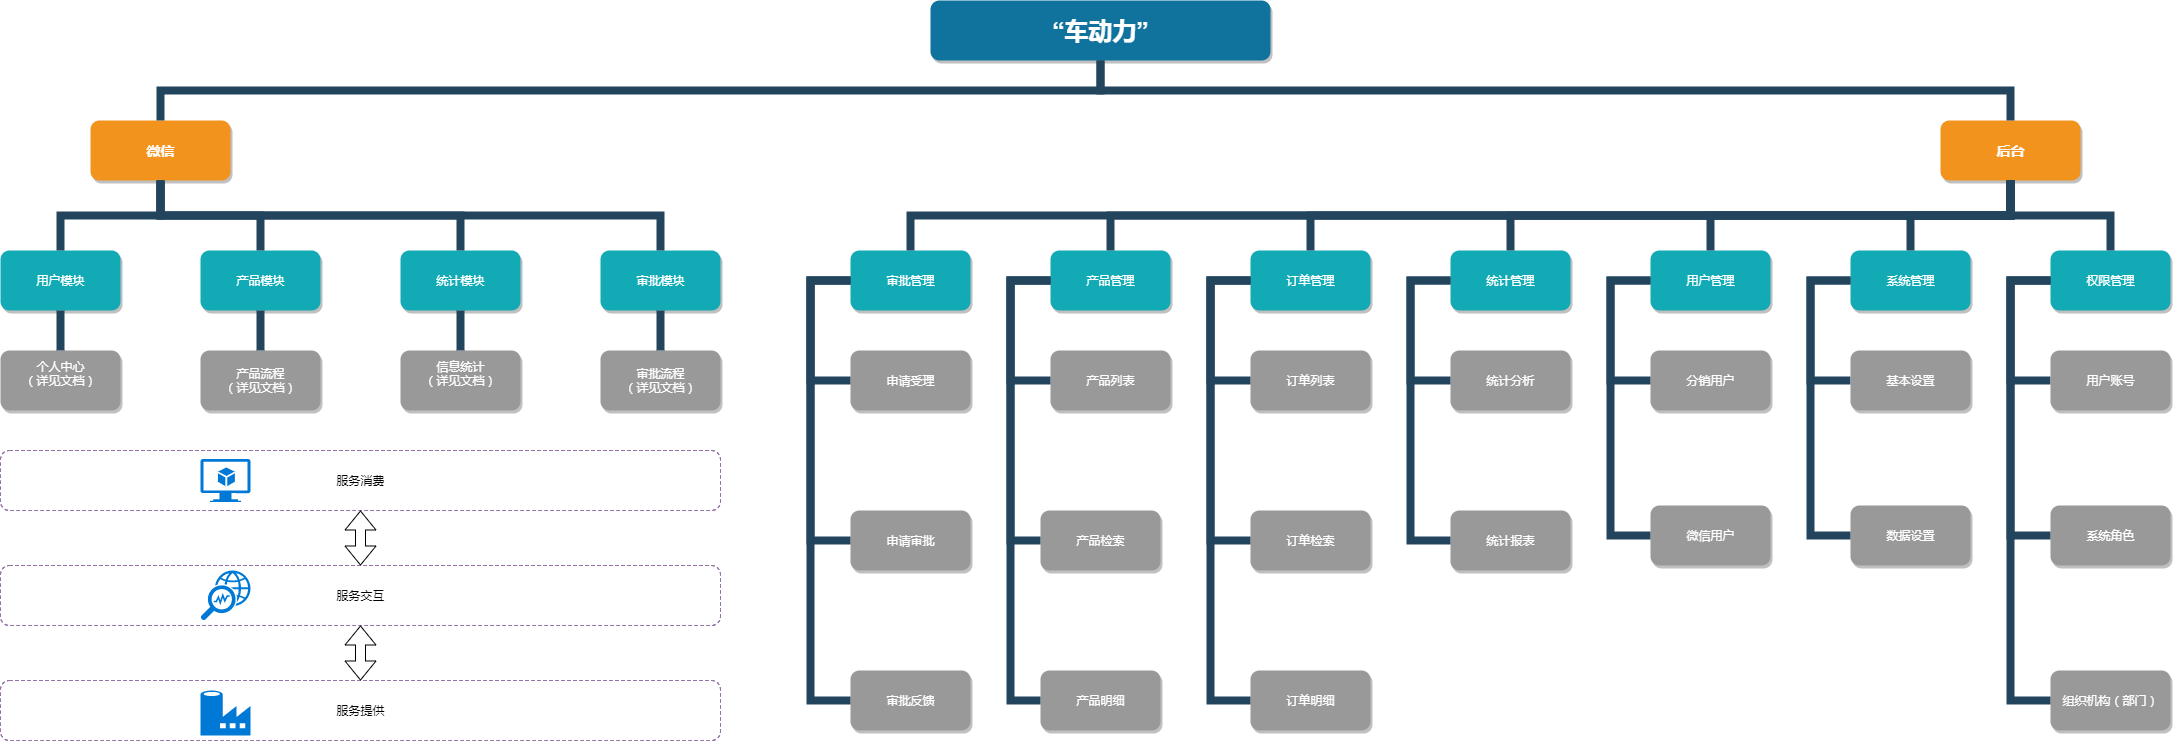 “车动力”
微信
后台
用户模块
产品模块
统计模块
审批模块
审批管理
产品管理
订单管理
统计管理
用户管理
系统管理
权限管理
个人中心
（详见文档）
产品流程
（详见文档）
信息统计
（详见文档）
审批流程
（详见文档）
申请受理
产品列表
订单列表
统计分析
分销用户
基本设置
用户账号
服务消费
申请审批
产品检索
订单检索
统计报表
微信用户
数据设置
系统角色
服务交互
服务提供
审批反馈
产品明细
订单明细
组织机构（部门）